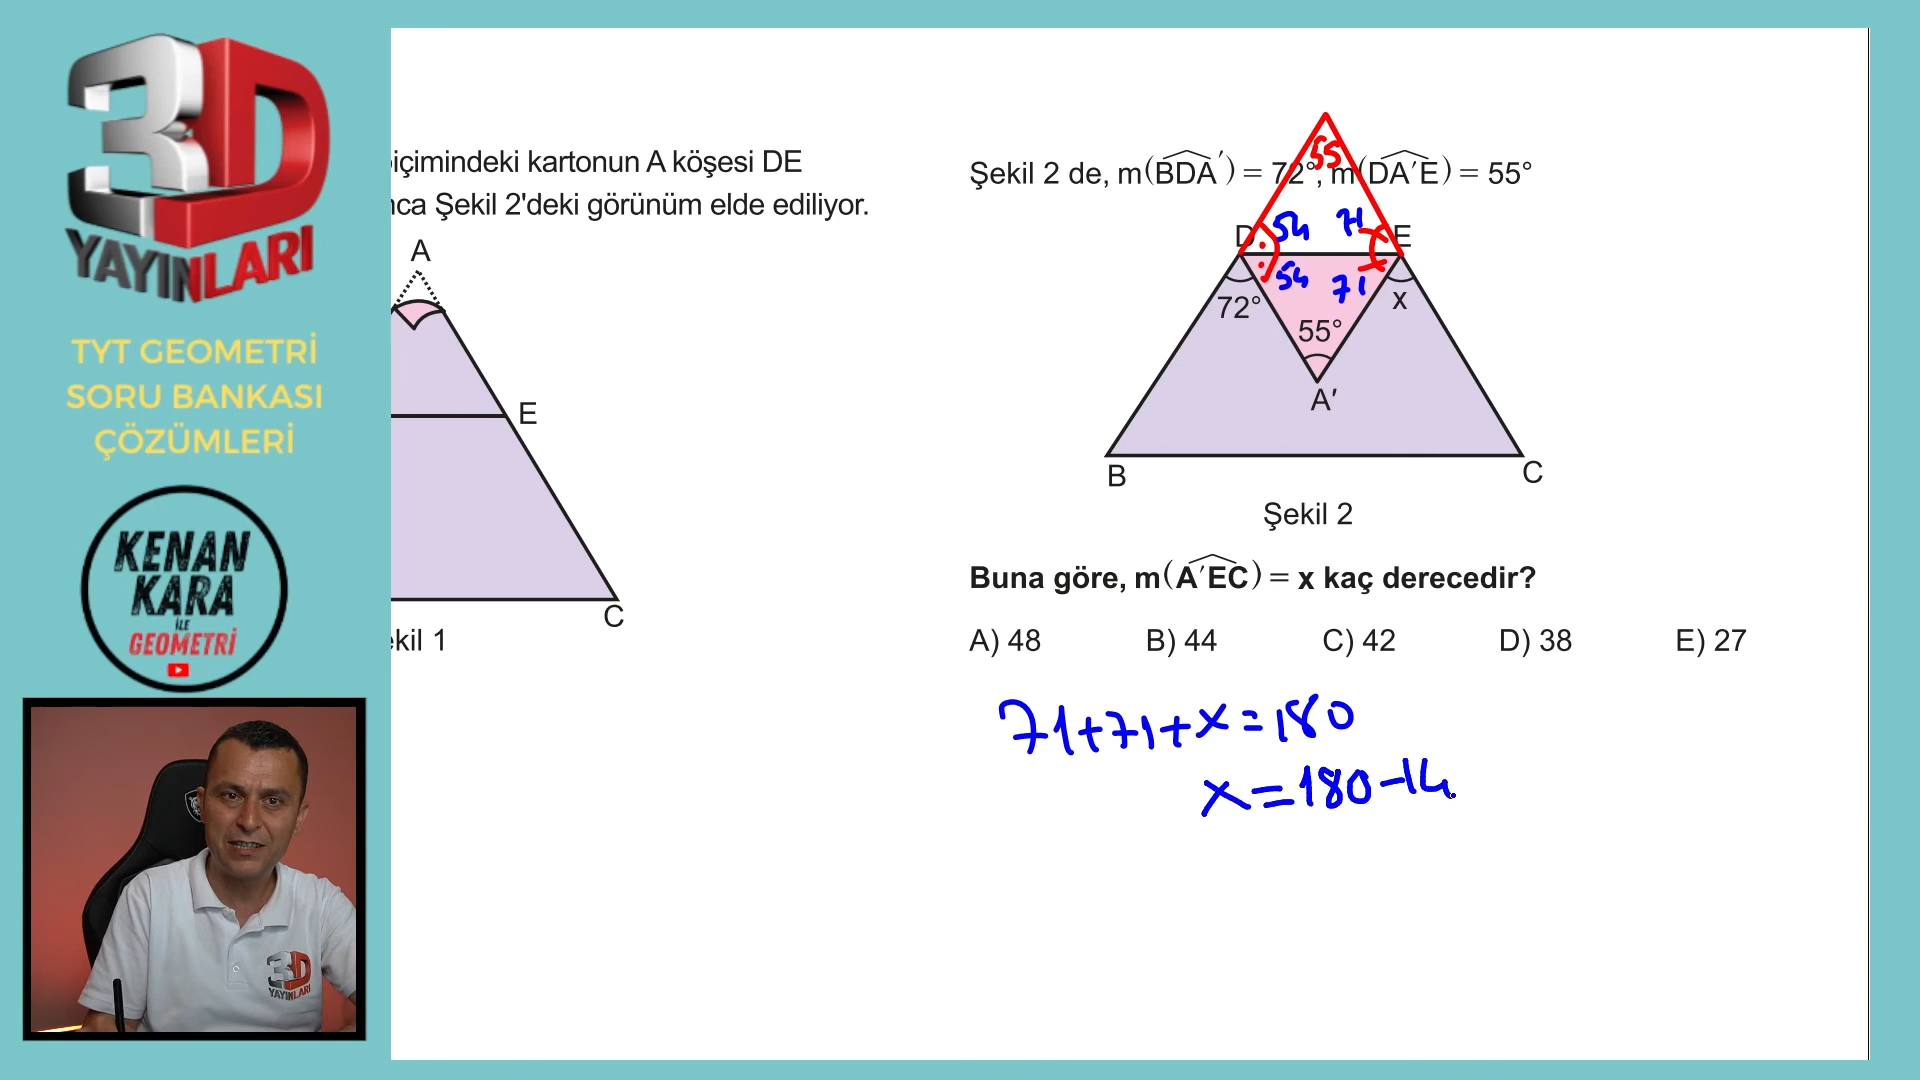 3D
YAYINLARI
TYT GEOMETRİ
SORU BANKASI
ÇÖZÜMLERİ
KENAN
KARA
İLE
GEOMETRİ
3D
YAYINLARI
içimindeki kartonun A köşesi DE
nca Şekil 2'deki görünüm elde ediliyor.
A
E
C
kil 1
Şekil 2 de, m(BDA′) = 72°, m(DA′E) = 55°
55
D 54 71 E
54 71
72° x
55°
A′
B C
Şekil 2
Buna göre, m(A′EC) = x kaç derecedir?
A) 48 B) 44 C) 42 D) 38 E) 27
71+71+x=180
x=180-14